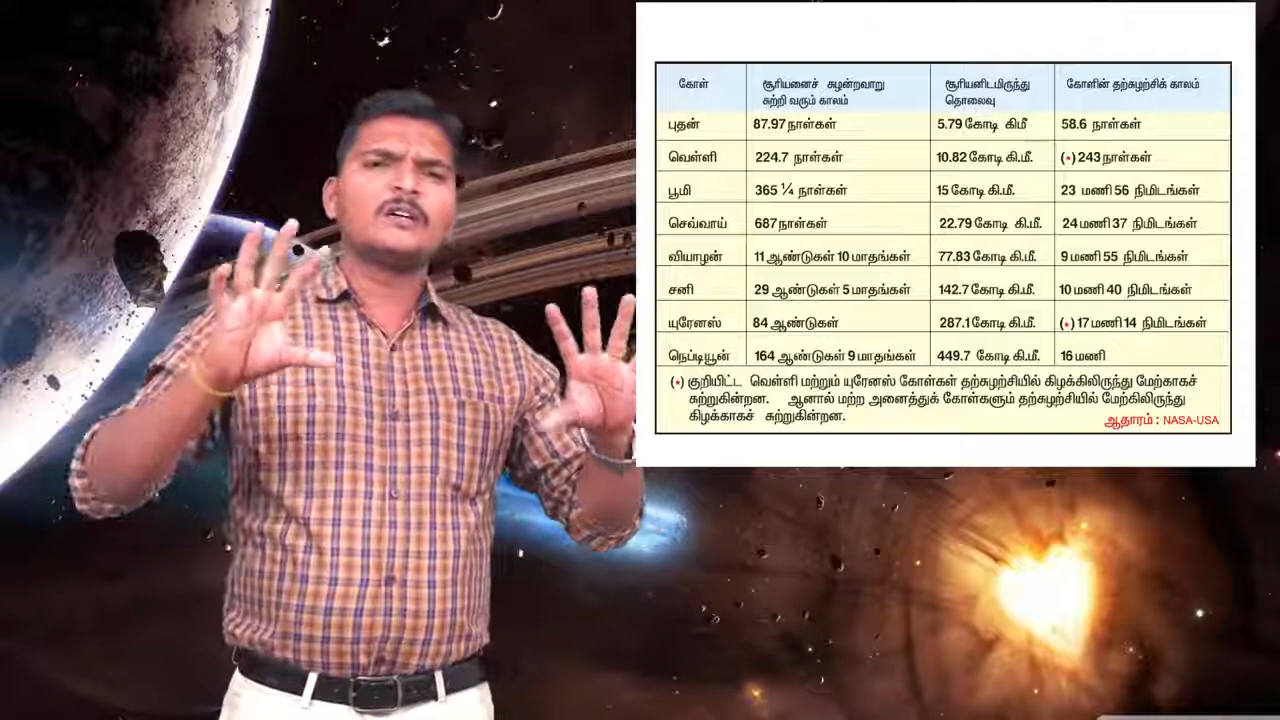 கோள் சூரியனைச் சுழன்றவாறு சுற்றி வரும் காலம் சூரியனிடமிருந்து தொலைவு கோளின் தற்சுழற்சிக் காலம்
புதன் 87.97 நாள்கள் 5.79 கோடி கிமீ 58.6 நாள்கள்
வெள்ளி 224.7 நாள்கள் 10.82 கோடி கி.மீ. (*) 243 நாள்கள்
பூமி 365 ¼ நாள்கள் 15 கோடி கி.மீ. 23 மணி 56 நிமிடங்கள்
செவ்வாய் 687 நாள்கள் 22.79 கோடி கி.மீ. 24 மணி 37 நிமிடங்கள்
வியாழன் 11 ஆண்டுகள் 10 மாதங்கள் 77.83 கோடி கி.மீ. 9 மணி 55 நிமிடங்கள்
சனி 29 ஆண்டுகள் 5 மாதங்கள் 142.7 கோடி கி.மீ. 10 மணி 40 நிமிடங்கள்
யுரேனஸ் 84 ஆண்டுகள் 287.1 கோடி கி.மீ. (*) 17 மணி 14 நிமிடங்கள்
நெப்டியூன் 164 ஆண்டுகள் 9 மாதங்கள் 449.7 கோடி கி.மீ. 16 மணி
(*) குறியிட்ட வெள்ளி மற்றும் யுரேனஸ் கோள்கள் தற்சுழற்சியில் கிழக்கிலிருந்து மேற்காகச்
சுற்றுகின்றன. ஆனால் மற்ற அனைத்துக் கோள்களும் தற்சுழற்சியில் மேற்கிலிருந்து
கிழக்காகச் சுற்றுகின்றன.
ஆதாரம் : NASA-USA